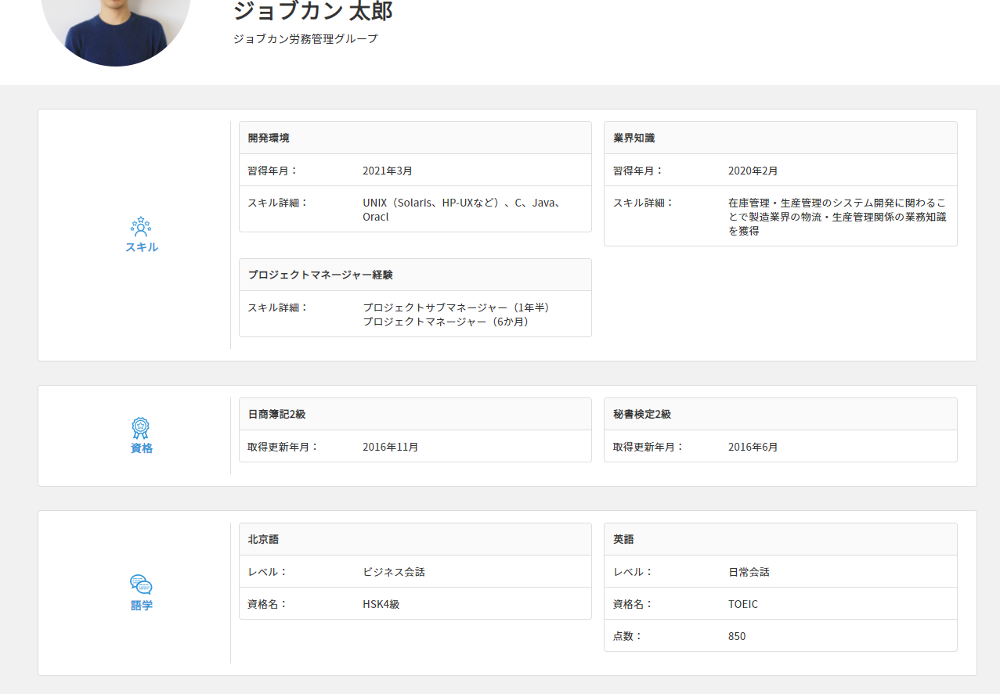 ジョブカン 太郎
ジョブカン労務管理グループ
スキル
開発環境
習得年月： 2021年3月
スキル詳細： UNIX（Solaris、HP-UXなど）、C、Java、
Oracl
業界知識
習得年月： 2020年2月
スキル詳細： 在庫管理・生産管理のシステム開発に関わるこ
とで製造業界の物流・生産管理関係の業務知識
を獲得
プロジェクトマネージャー経験
スキル詳細： プロジェクトサブマネージャー（1年半）
プロジェクトマネージャー（6か月）
資格
日商簿記2級
取得更新年月： 2016年11月
秘書検定2級
取得更新年月： 2016年6月
語学
北京語
レベル： ビジネス会話
資格名： HSK4級
英語
レベル： 日常会話
資格名： TOEIC
点数： 850